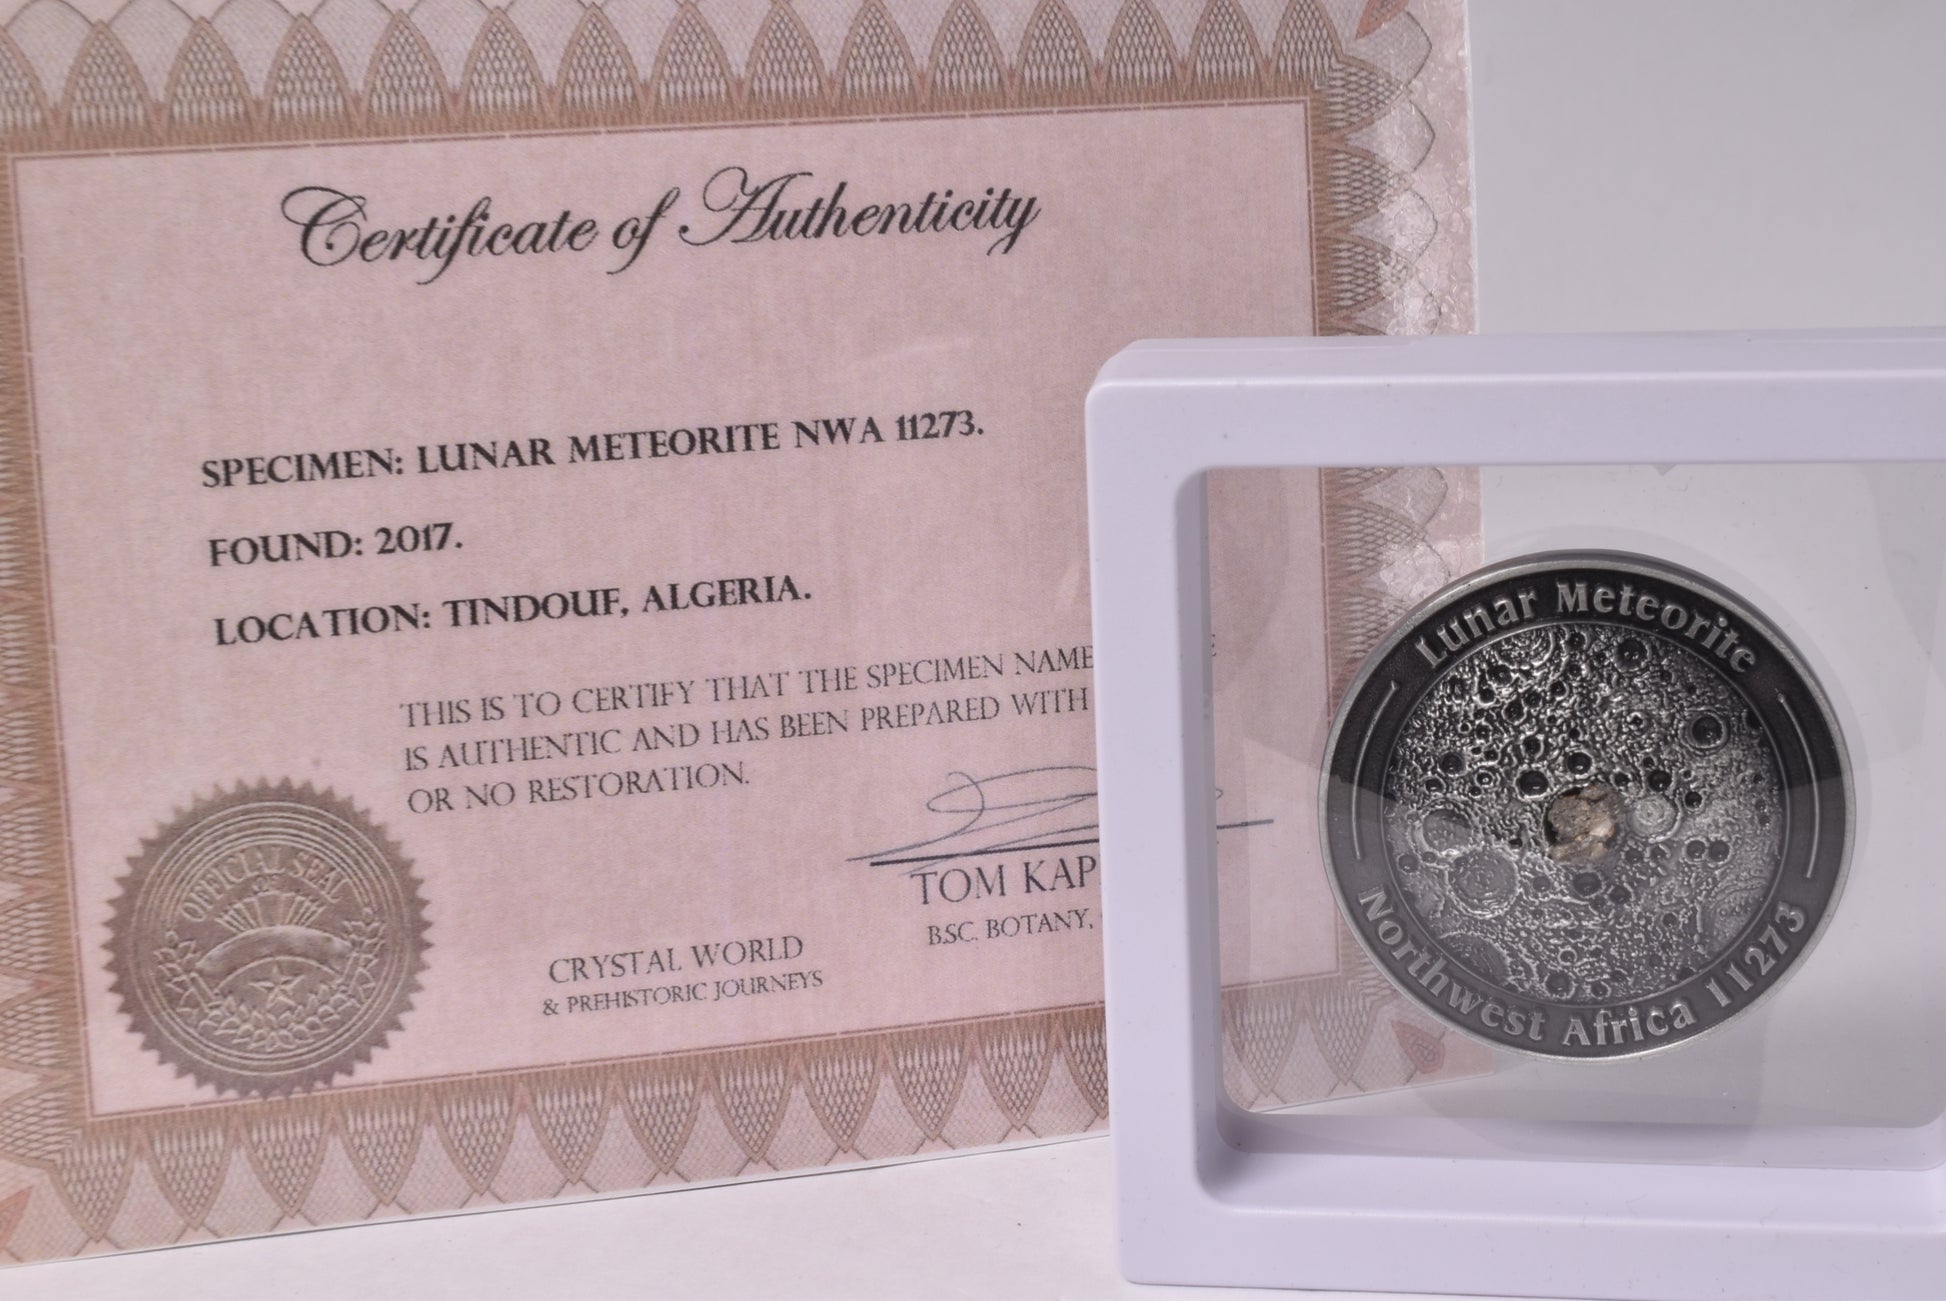 Certificate of Authenticity
SPECIMEN: LUNAR METEORITE NWA 11273.
FOUND: 2017.
LOCATION: TINDOUF, ALGERIA.
THIS IS TO CERTIFY THAT THE SPECIMEN NAME
IS AUTHENTIC AND HAS BEEN PREPARED WITH
OR NO RESTORATION.
OFFICIAL SEAL
TOM KAP
B.SC. BOTANY,
CRYSTAL WORLD
& PREHISTORIC JOURNEYS
Lunar Meteorite
Northwest Africa 11273